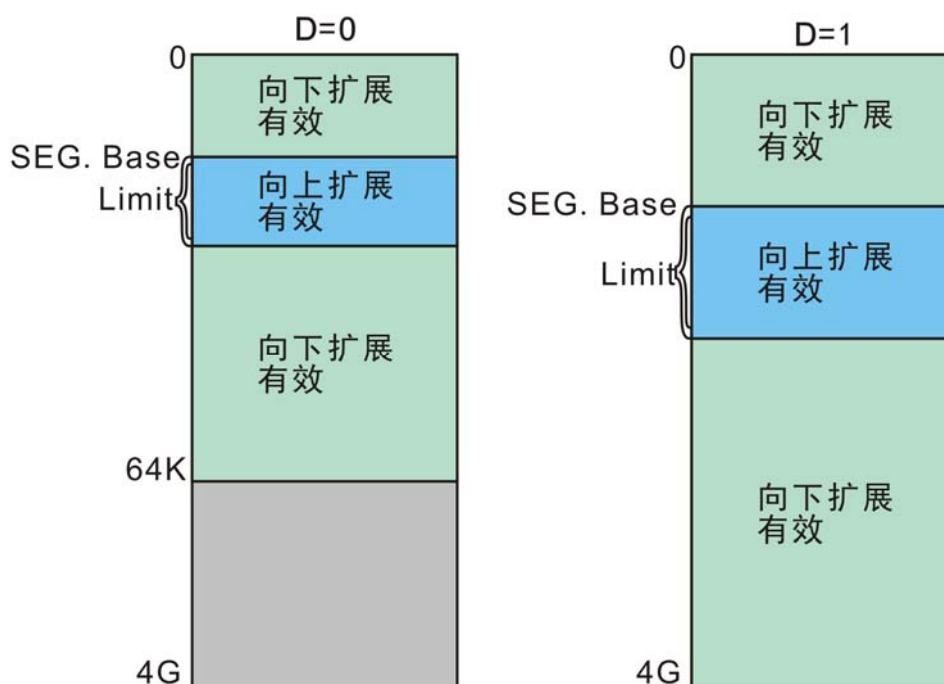 D=0
0
向下扩展
有效
SEG. Base
Limit
向上扩展
有效
向下扩展
有效
64K
4G
D=1
0
向下扩展
有效
SEG. Base
Limit
向上扩展
有效
向下扩展
有效
4G